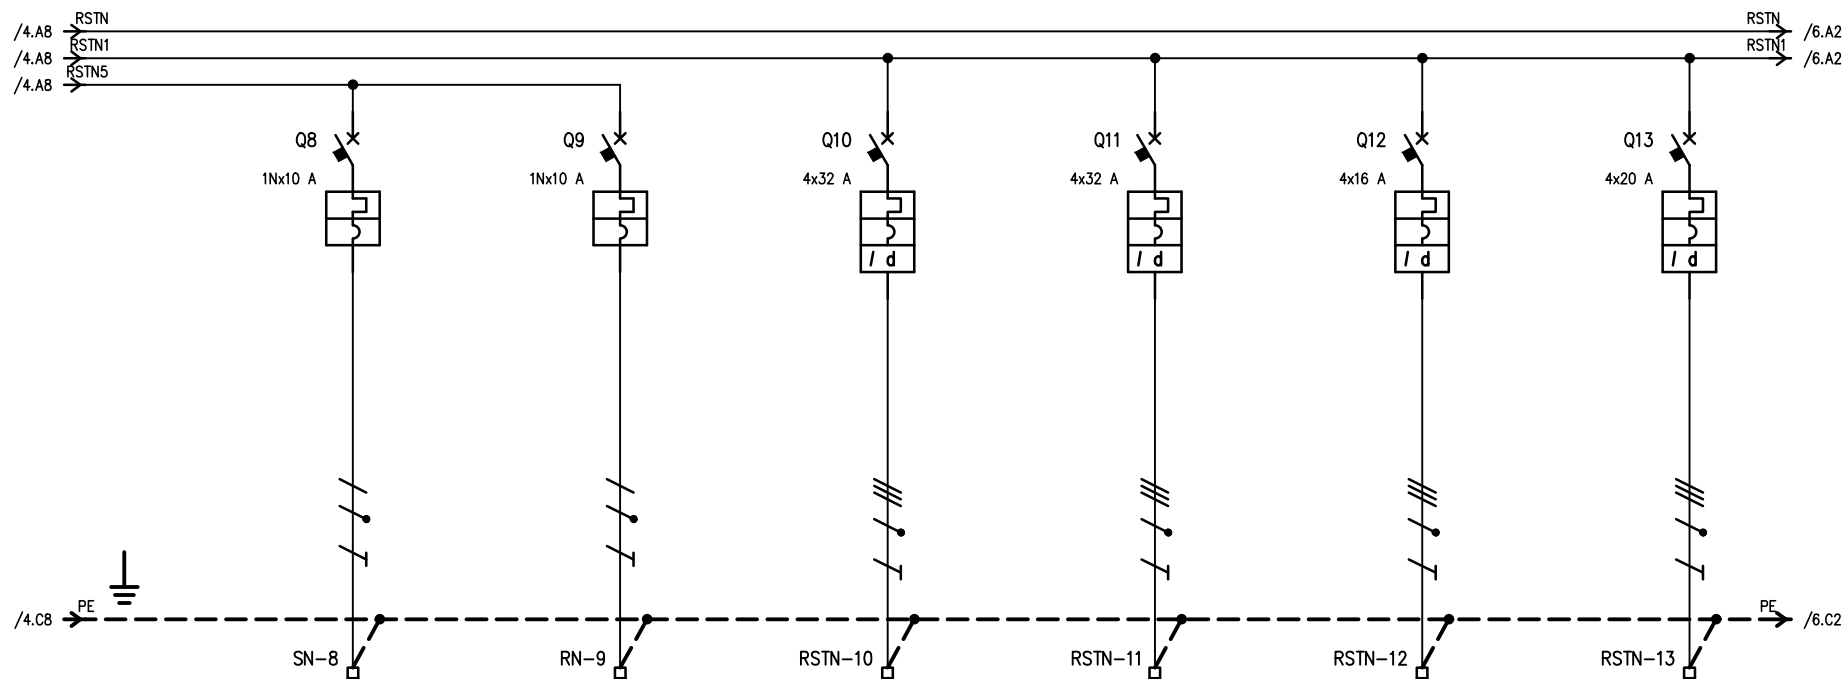 RSTN RSTN
/4.A8 /6.A2
RSTN1 RSTN1
/4.A8 /6.A2
RSTN5
/4.A8
Q8 Q9 Q10 Q11 Q12 Q13
1Nx10 A 1Nx10 A 4x32 A 4x32 A 4x16 A 4x20 A
I d I d I d I d
PE PE
/4.C8 /6.C2
SN-8 RN-9 RSTN-10 RSTN-11 RSTN-12 RSTN-13